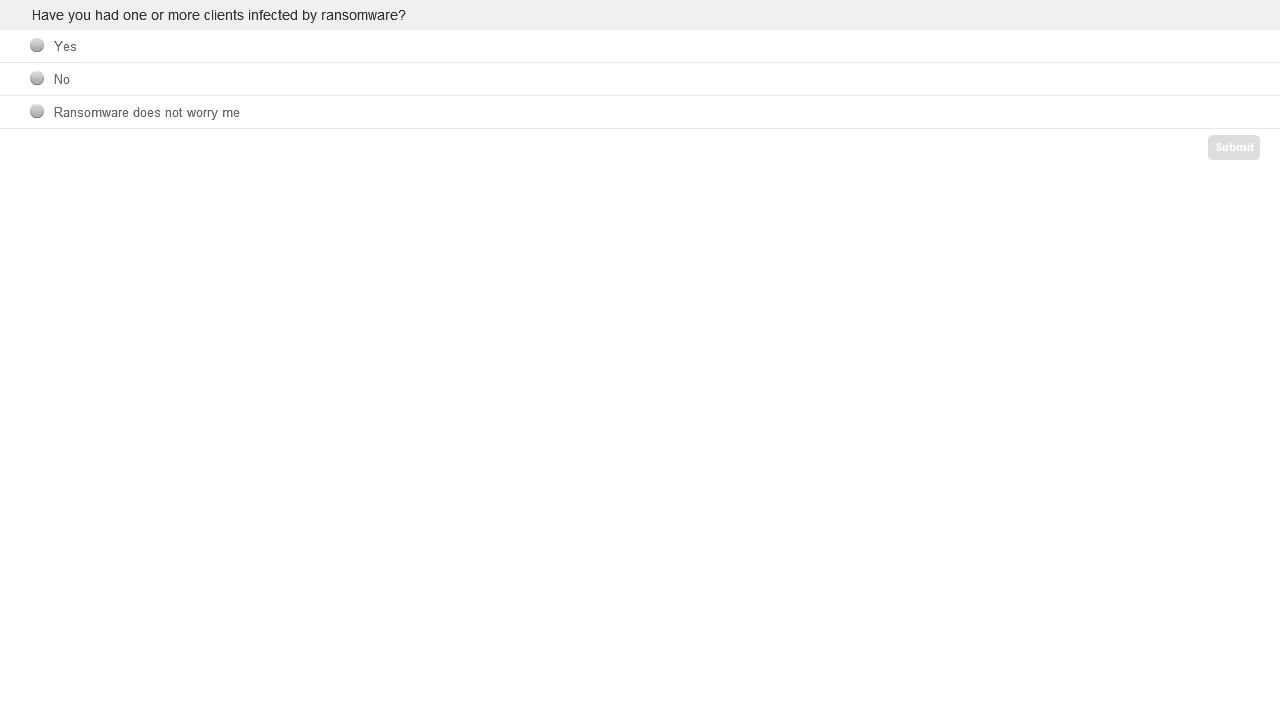 Have you had one or more clients infected by ransomware?
Yes
No
Ransomware does not worry me
Submit